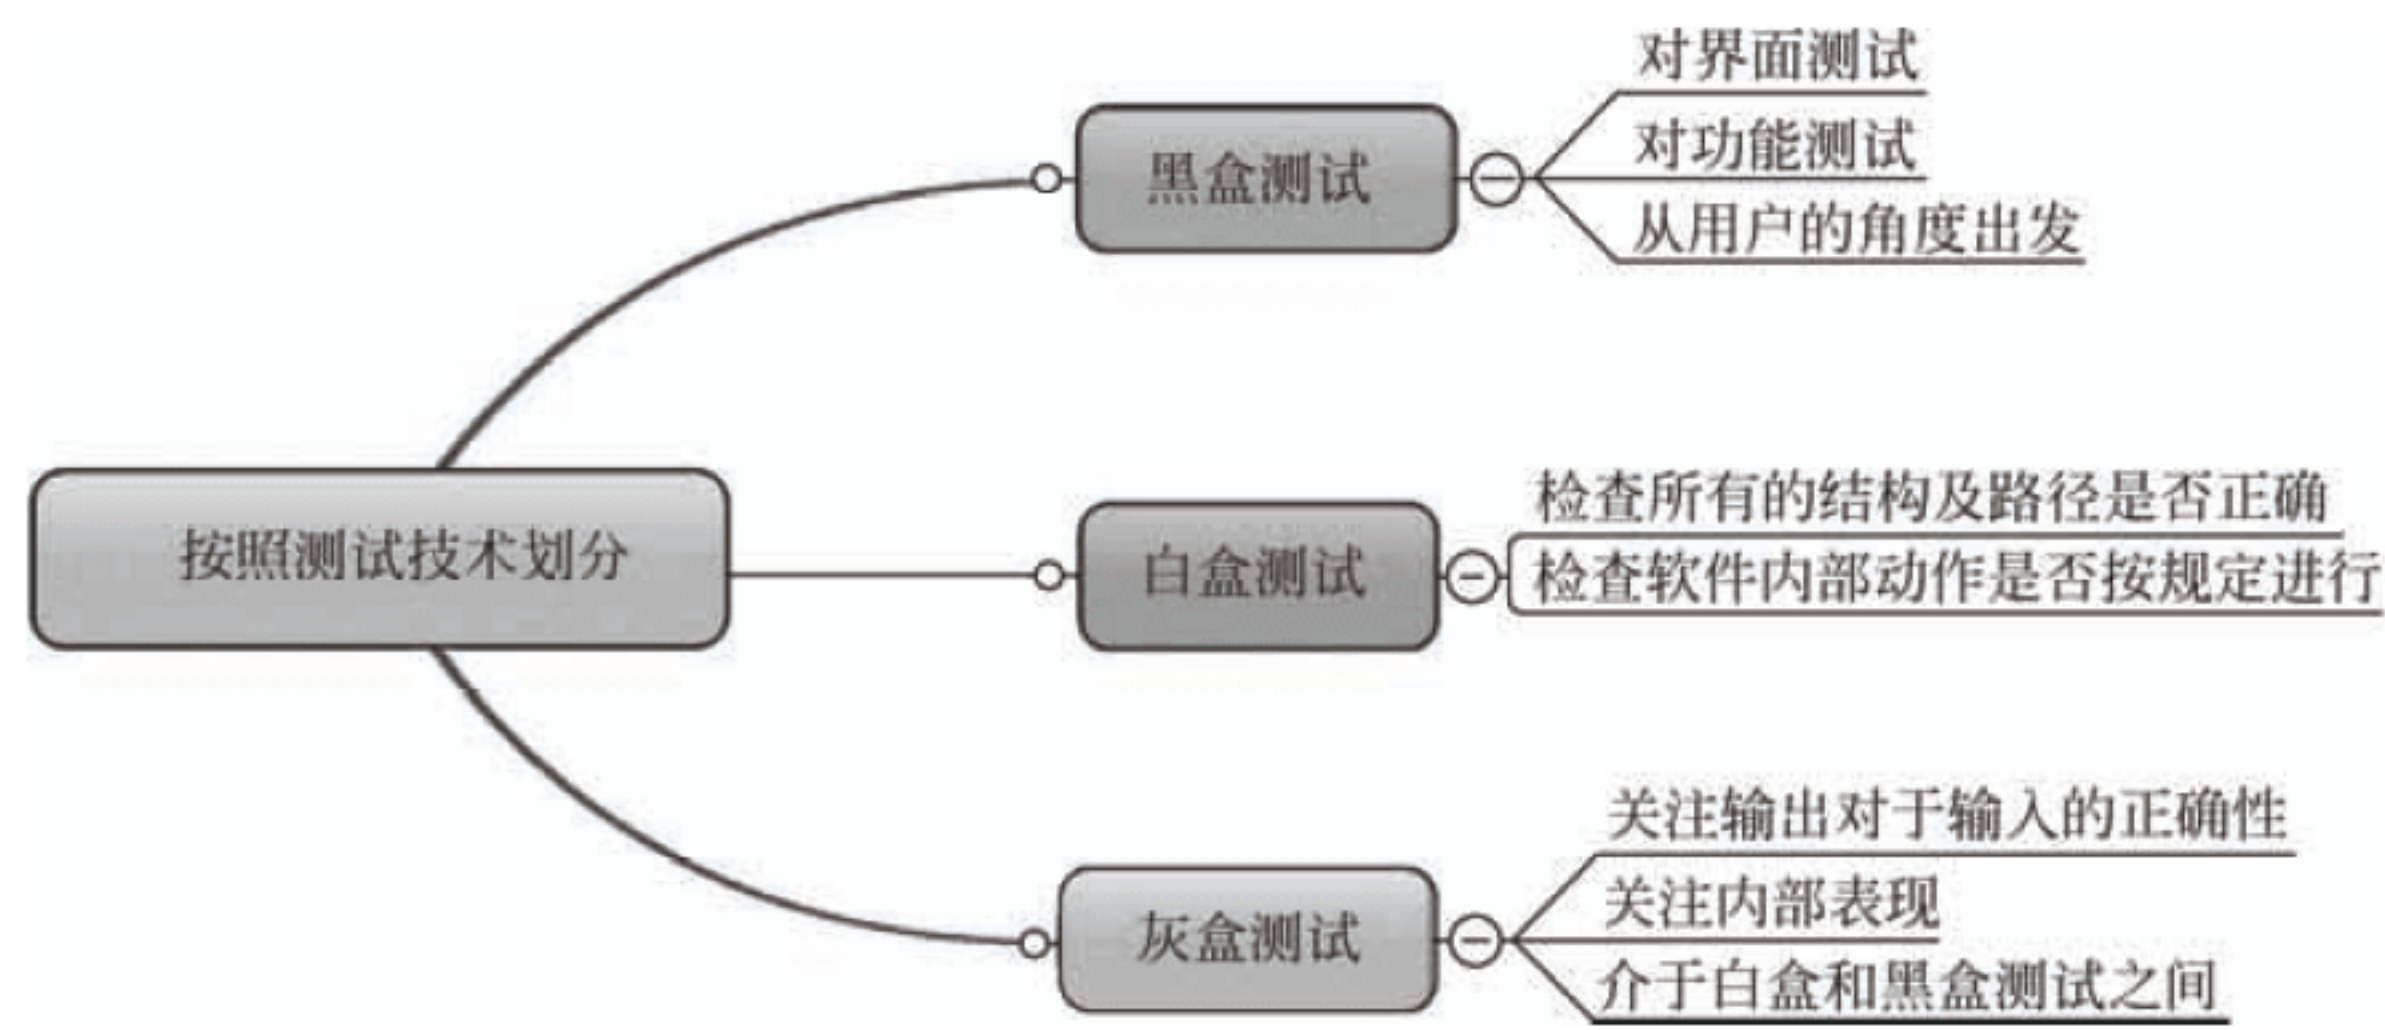 按照测试技术划分
黑盒测试
对界面测试
对功能测试
从用户的角度出发
白盒测试
检查所有的结构及路径是否正确
检查软件内部动作是否按规定进行
灰盒测试
关注输出对于输入的正确性
关注内部表现
介于白盒和黑盒测试之间